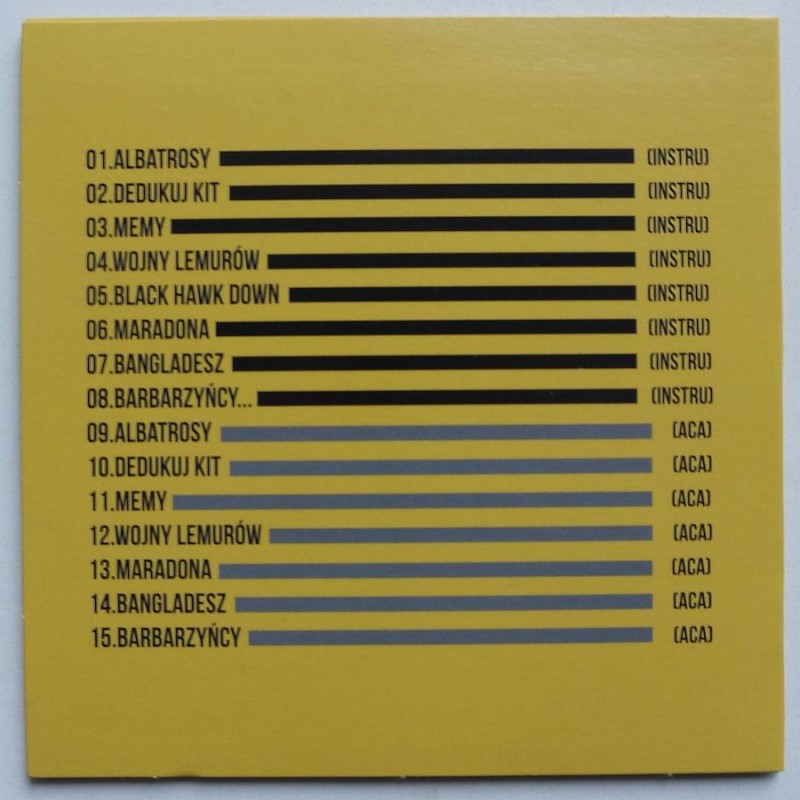 01.ALBATROSY (INSTRU)
02.DEDUKUJ KIT (INSTRU)
03.MEMY (INSTRU)
04.WOJNY LEMURÓW (INSTRU)
05.BLACK HAWK DOWN (INSTRU)
06.MARADONA (INSTRU)
07.BANGLADESZ (INSTRU)
08.BARBARZYŃCY... (INSTRU)
09.ALBATROSY (ACA)
10.DEDUKUJ KIT (ACA)
11.MEMY (ACA)
12.WOJNY LEMURÓW (ACA)
13.MARADONA (ACA)
14.BANGLADESZ (ACA)
15.BARBARZYŃCY (ACA)